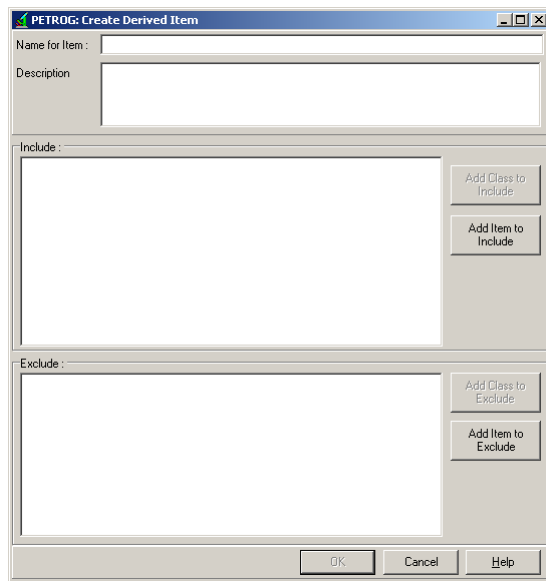 PETROG: Create Derived Item
Name for Item :
Description
Include :
Add Class to
Include
Add Item to
Include
Exclude :
Add Class to
Exclude
Add Item to
Exclude
OK
Cancel
Help